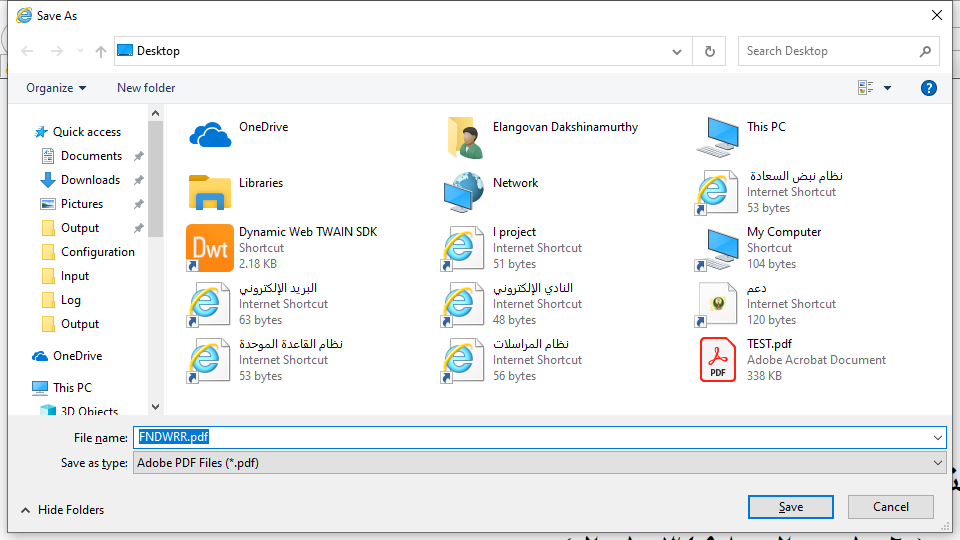 Save As
Desktop
Search Desktop
Organize
New folder
Quick access
Documents
Downloads
Pictures
Output
Configuration
Input
Log
Output
OneDrive
This PC
3D Objects
OneDrive
Elangovan Dakshinamurthy
This PC
Libraries
Network
نظام نبض السعادة
Internet Shortcut
53 bytes
Dynamic Web TWAIN SDK
Shortcut
2.18 KB
Dwt
I project
Internet Shortcut
51 bytes
My Computer
Shortcut
104 bytes
البريد الإلكتروني
Internet Shortcut
63 bytes
النادي الإلكتروني
Internet Shortcut
48 bytes
دعم
Internet Shortcut
120 bytes
نظام القاعدة الموحدة
Internet Shortcut
53 bytes
نظام المراسلات
Internet Shortcut
56 bytes
TEST.pdf
Adobe Acrobat Document
338 KB
PDF
File name:
FNDWRR.pdf
Save as type:
Adobe PDF Files (*.pdf)
Hide Folders
Save
Cancel